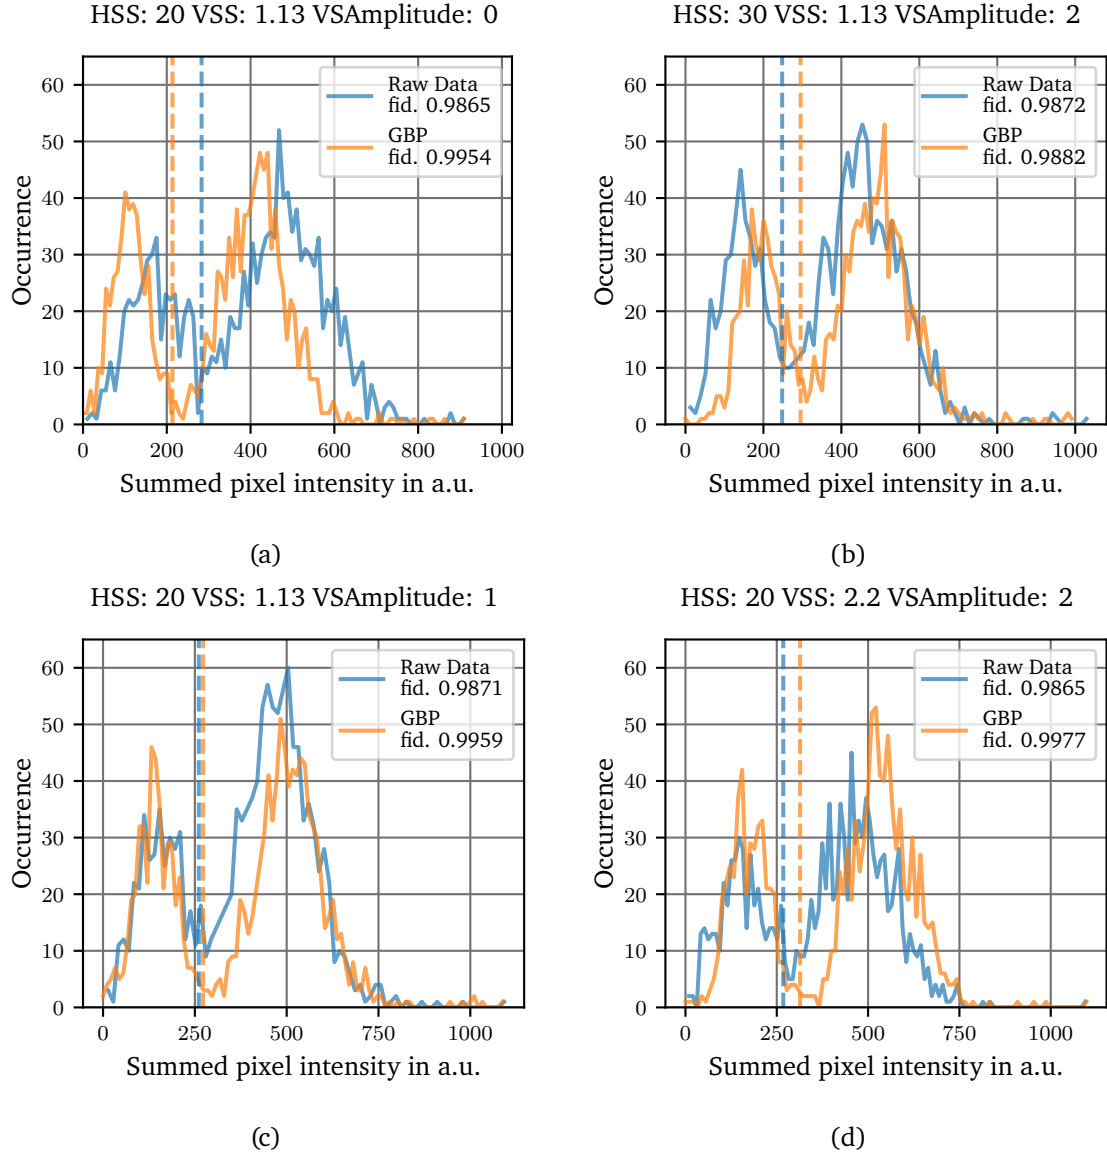 HSS: 20 VSS: 1.13 VSAmplitude: 0
Occurrence
60
50
40
30
20
10
0
Raw Data
fid. 0.9865
GBP
fid. 0.9954
0 200 400 600 800 1000
Summed pixel intensity in a.u.
(a)
HSS: 30 VSS: 1.13 VSAmplitude: 2
Occurrence
60
50
40
30
20
10
0
Raw Data
fid. 0.9872
GBP
fid. 0.9882
0 200 400 600 800 1000
Summed pixel intensity in a.u.
(b)
HSS: 20 VSS: 1.13 VSAmplitude: 1
Occurrence
60
50
40
30
20
10
0
Raw Data
fid. 0.9871
GBP
fid. 0.9959
0 250 500 750 1000
Summed pixel intensity in a.u.
(c)
HSS: 20 VSS: 2.2 VSAmplitude: 2
Occurrence
60
50
40
30
20
10
0
Raw Data
fid. 0.9865
GBP
fid. 0.9977
0 250 500 750 1000
Summed pixel intensity in a.u.
(d)